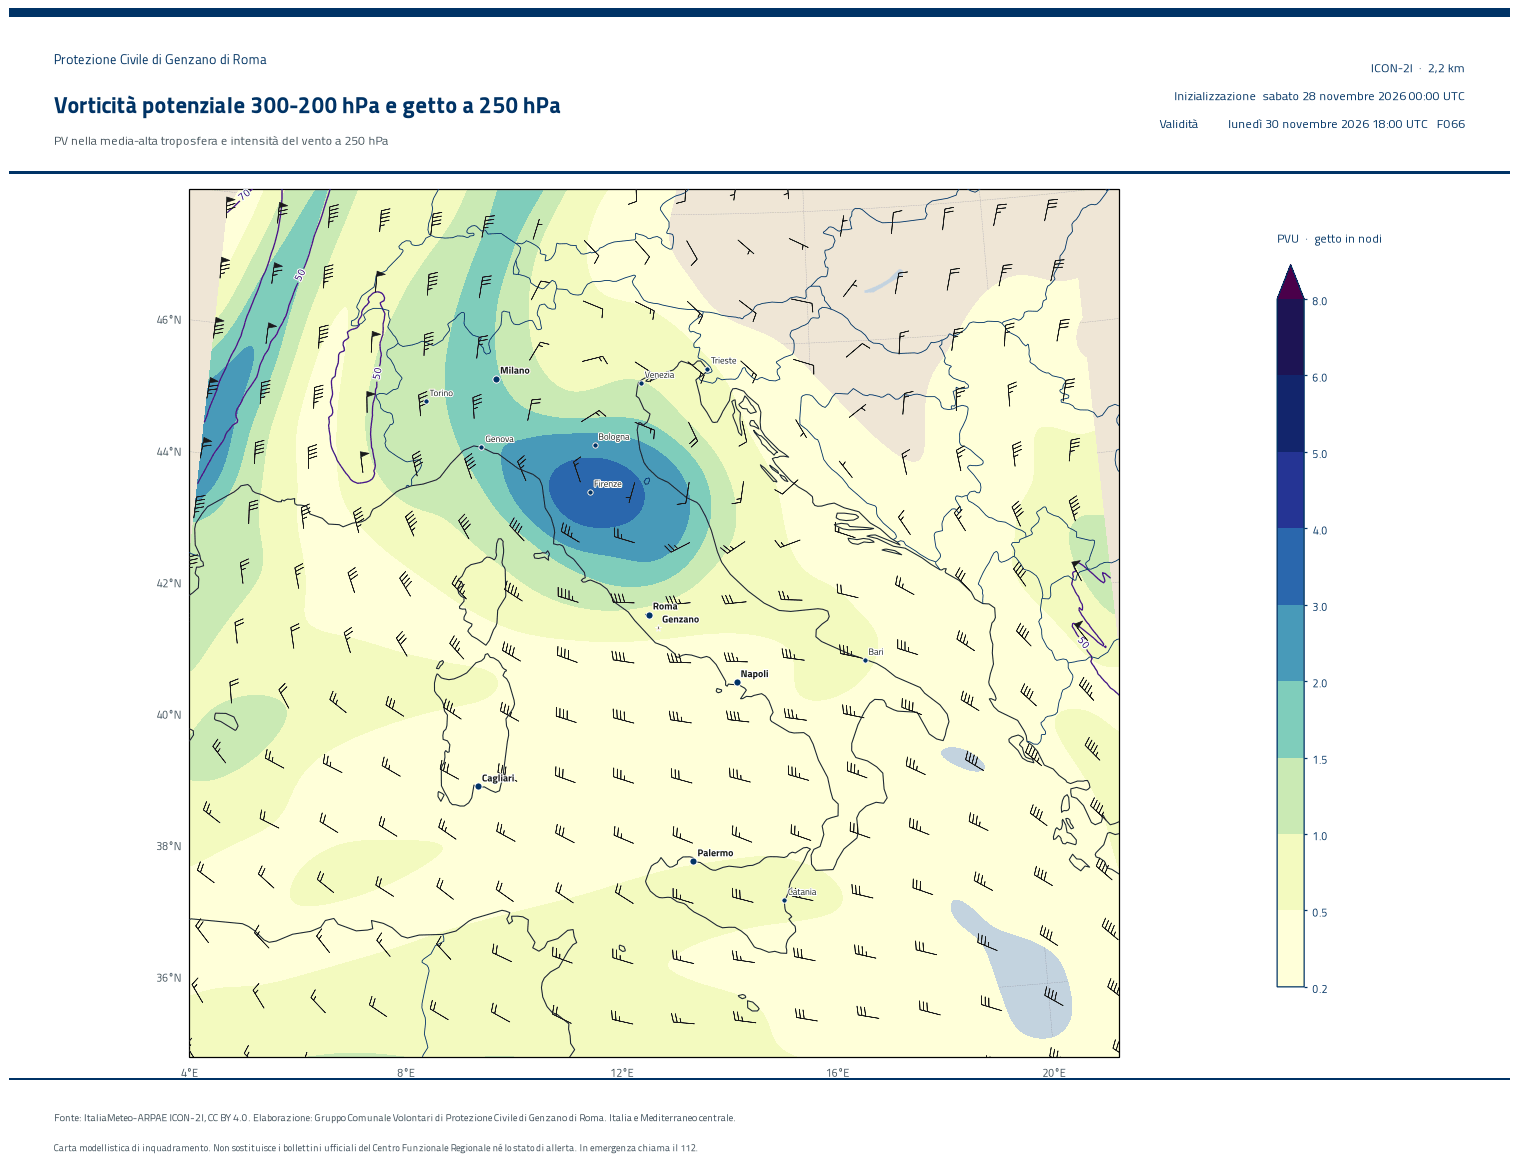 Protezione Civile di Genzano di Roma
Vorticità potenziale 300-200 hPa e getto a 250 hPa
PV nella media-alta troposfera e intensità del vento a 250 hPa
ICON-2I · 2,2 km
Inizializzazione sabato 28 novembre 2026 00:00 UTC
Validità lunedì 30 novembre 2026 18:00 UTC F066
PVU · getto in nodi
8.0
6.0
5.0
4.0
3.0
2.0
1.5
1.0
0.5
0.2
70
50
50
50
46°N
44°N
42°N
40°N
38°N
36°N
4°E
8°E
12°E
16°E
20°E
Trieste
Milano
Venezia
Torino
Genova
Bologna
Firenze
Roma
Genzano
Bari
Napoli
Cagliari
Palermo
Catania
Fonte: ItaliaMeteo-ARPAE ICON-2I, CC BY 4.0. Elaborazione: Gruppo Comunale Volontari di Protezione Civile di Genzano di Roma. Italia e Mediterraneo centrale.
Carta modellistica di inquadramento. Non sostituisce i bollettini ufficiali del Centro Funzionale Regionale né lo stato di allerta. In emergenza chiama il 112.